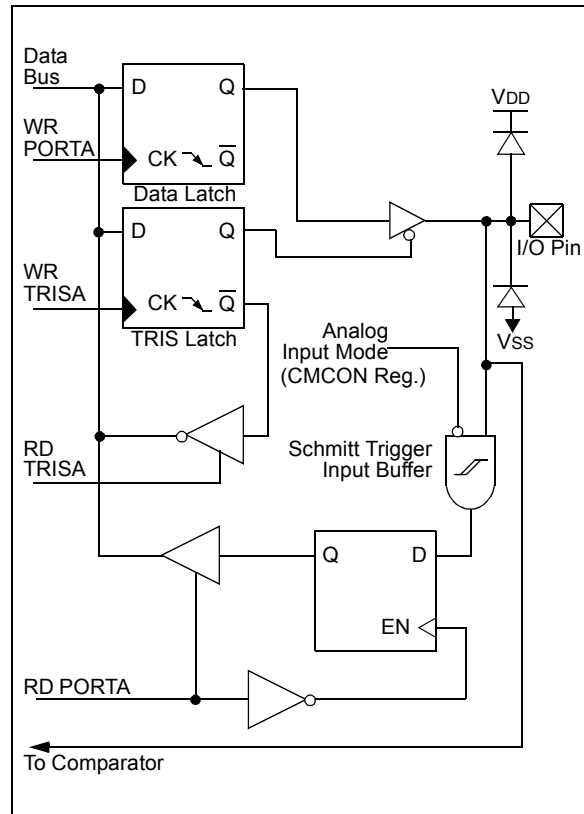 Data
Bus
D Q
VDD
WR
PORTA
CK Q̅
Data Latch
D Q
I/O Pin
WR
TRISA
CK Q̅
TRIS Latch
VSS
Analog
Input Mode
(CMCON Reg.)
RD
TRISA
Schmitt Trigger
Input Buffer
Q D
EN
RD PORTA
To Comparator